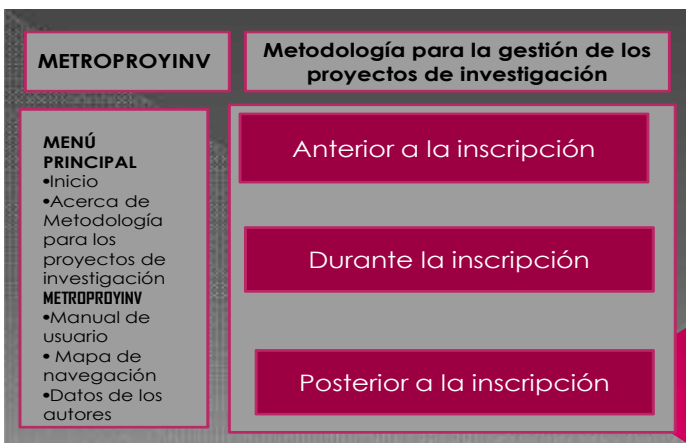 METROPROYINV
Metodología para la gestión de los
proyectos de investigación
MENÚ
PRINCIPAL
•Inicio
•Acerca de
Metodología
para los
proyectos de
investigación
METROPROYINV
•Manual de
usuario
• Mapa de
navegación
•Datos de los
autores
Anterior a la inscripción
Durante la inscripción
Posterior a la inscripción